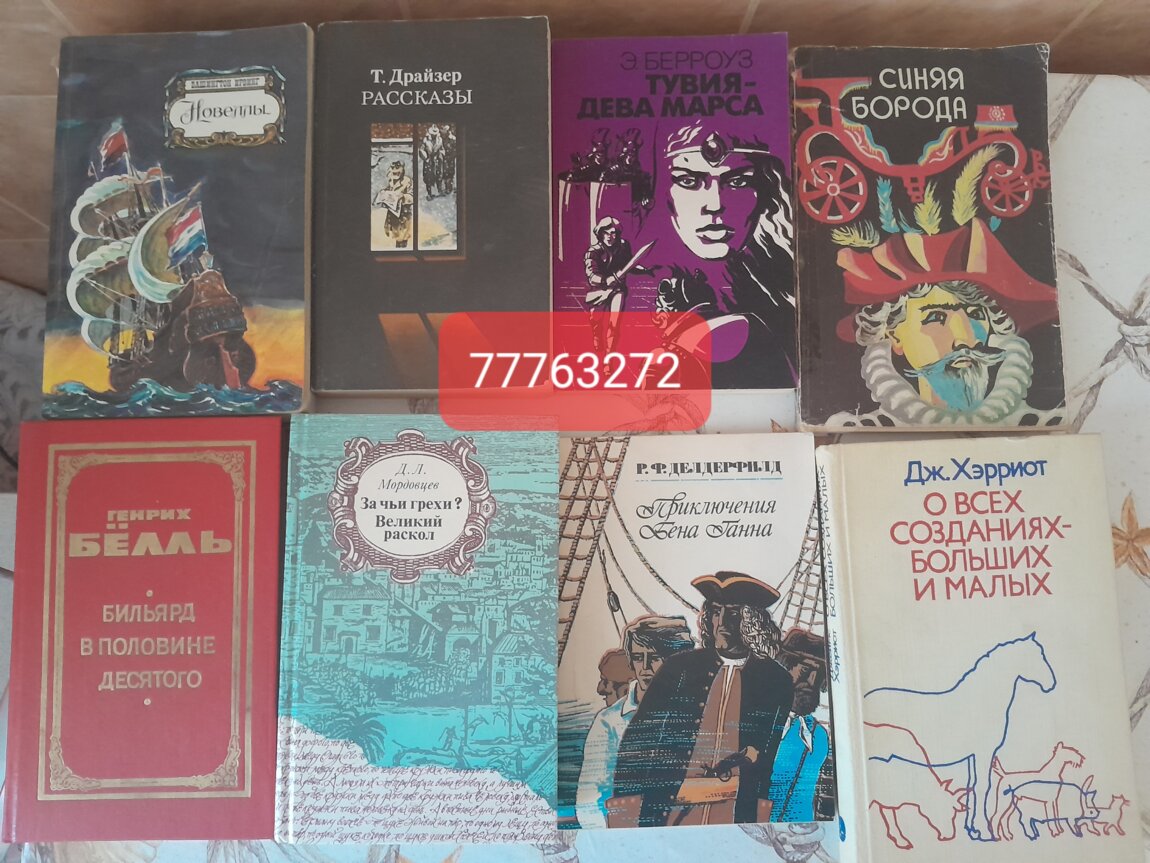 ВАШИНГТОН ИРВИНГ
Новеллы
Т. Драйзер
РАССКАЗЫ
Э. БЕРРОУЗ
ТУВИЯ-
ДЕВА МАРСА
СИНЯЯ
БОРОДА
77763272
ГЕНРИХ
БЁЛЛЬ
БИЛЬЯРД
В ПОЛОВИНЕ
ДЕСЯТОГО
Д. Л.
Мордовцев
За чьи грехи?
Великий
раскол
Р. Ф. ДЕЛДЕРФИЛД
Приключения
Бена Ганна
Дж. Хэрриот
О ВСЕХ
СОЗДАНИЯХ-
БОЛЬШИХ
И МАЛЫХ